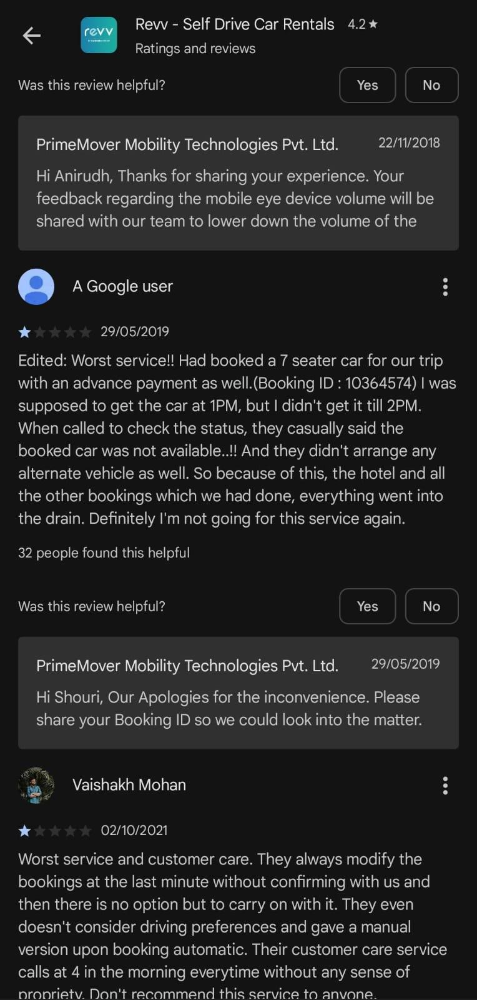 Revv - Self Drive Car Rentals 4.2 ★
revv
Ratings and reviews
Was this review helpful? Yes No
PrimeMover Mobility Technologies Pvt. Ltd. 22/11/2018
Hi Anirudh, Thanks for sharing your experience. Your
feedback regarding the mobile eye device volume will be
shared with our team to lower down the volume of the
A Google user
29/05/2019
Edited: Worst service!! Had booked a 7 seater car for our trip
with an advance payment as well.(Booking ID : 10364574) I was
supposed to get the car at 1PM, but I didn't get it till 2PM.
When called to check the status, they casually said the
booked car was not available..!! And they didn't arrange any
alternate vehicle as well. So because of this, the hotel and all
the other bookings which we had done, everything went into
the drain. Definitely I'm not going for this service again.
32 people found this helpful
Was this review helpful? Yes No
PrimeMover Mobility Technologies Pvt. Ltd. 29/05/2019
Hi Shouri, Our Apologies for the inconvenience. Please
share your Booking ID so we could look into the matter.
Vaishakh Mohan
02/10/2021
Worst service and customer care. They always modify the
bookings at the last minute without confirming with us and
then there is no option but to carry on with it. They even
doesn't consider driving preferences and gave a manual
version upon booking automatic. Their customer care service
calls at 4 in the morning everytime without any sense of
propriety. Don't recommend this service to anyone.